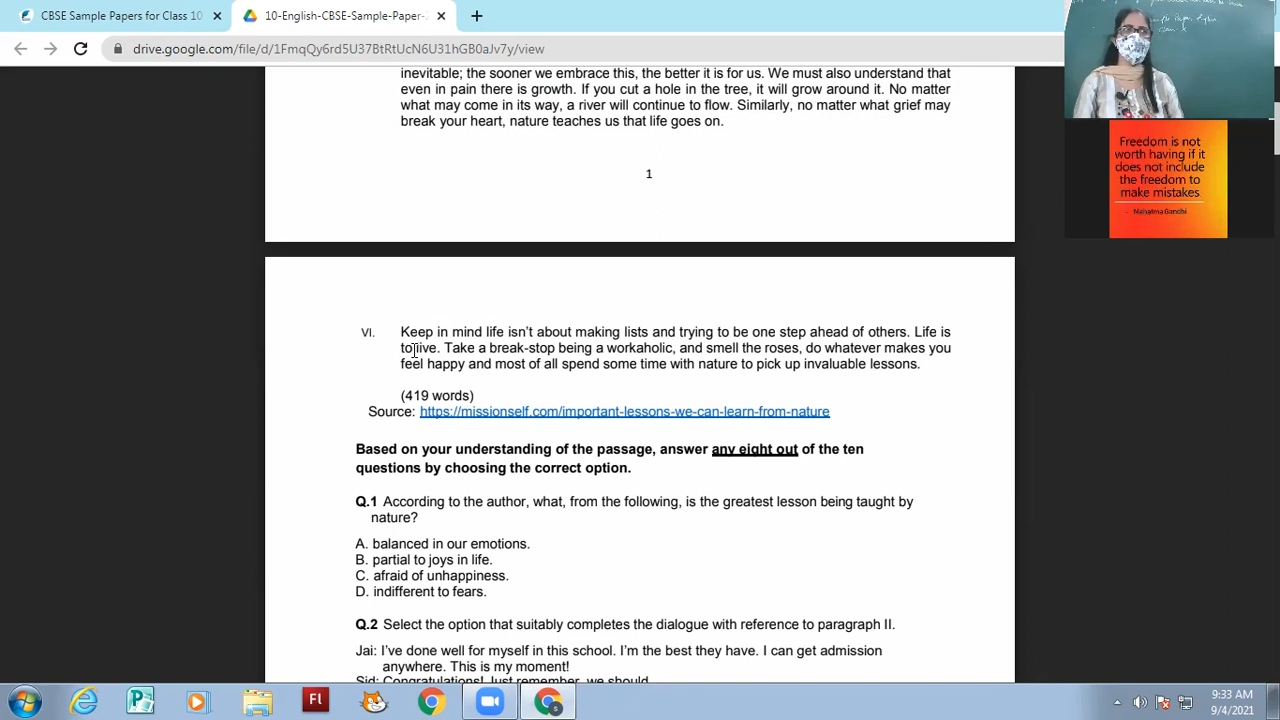 CBSE Sample Papers for Class 10
10-English-CBSE-Sample-Paper-
drive.google.com/file/d/1FmqQy6rd5U37BtRtUcN6U31hGB0aJv7y/view
inevitable; the sooner we embrace this, the better it is for us. We must also understand that
even in pain there is growth. If you cut a hole in the tree, it will grow around it. No matter
what may come in its way, a river will continue to flow. Similarly, no matter what grief may
break your heart, nature teaches us that life goes on.
1
VI. Keep in mind life isn't about making lists and trying to be one step ahead of others. Life is
to live. Take a break-stop being a workaholic, and smell the roses, do whatever makes you
feel happy and most of all spend some time with nature to pick up invaluable lessons.
(419 words)
Source: https://missionself.com/important-lessons-we-can-learn-from-nature
Based on your understanding of the passage, answer any eight out of the ten
questions by choosing the correct option.
Q.1 According to the author, what, from the following, is the greatest lesson being taught by
nature?
A. balanced in our emotions.
B. partial to joys in life.
C. afraid of unhappiness.
D. indifferent to fears.
Q.2 Select the option that suitably completes the dialogue with reference to paragraph II.
Jai: I've done well for myself in this school. I'm the best they have. I can get admission
anywhere. This is my moment!
Sid: Congratulations! Just remember, we should
Freedom is not
worth having if it
does not include
the freedom to
make mistakes
- Mahatma Gandhi
Fl
9:33 AM
9/4/2021